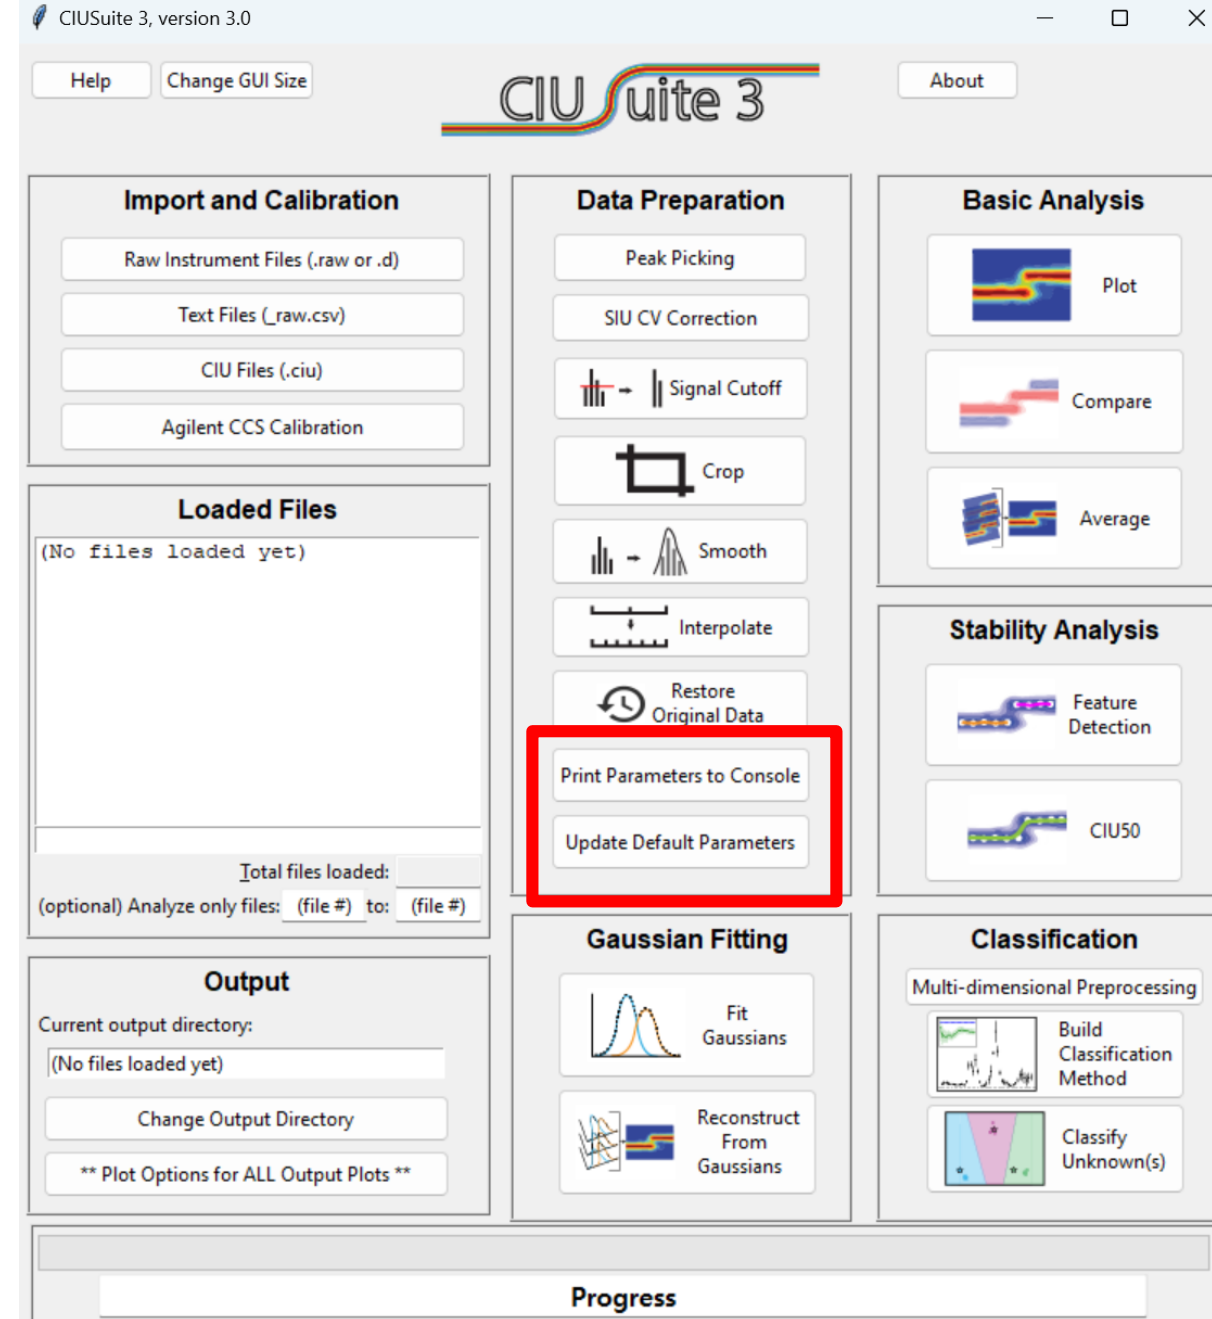 CIUSuite 3, version 3.0
Help
Change GUI Size
CIU Suite 3
About
Import and Calibration
Raw Instrument Files (.raw or .d)
Text Files (_raw.csv)
CIU Files (.ciu)
Agilent CCS Calibration
Loaded Files
(No files loaded yet)
Total files loaded:
(optional) Analyze only files: (file #) to: (file #)
Output
Current output directory:
(No files loaded yet)
Change Output Directory
** Plot Options for ALL Output Plots **
Data Preparation
Peak Picking
SIU CV Correction
Signal Cutoff
Crop
Smooth
Interpolate
Restore
Original Data
Print Parameters to Console
Update Default Parameters
Gaussian Fitting
Fit
Gaussians
Reconstruct
From
Gaussians
Basic Analysis
Plot
Compare
Average
Stability Analysis
Feature
Detection
CIU50
Classification
Multi-dimensional Preprocessing
Build
Classification
Method
Classify
Unknown(s)
Progress